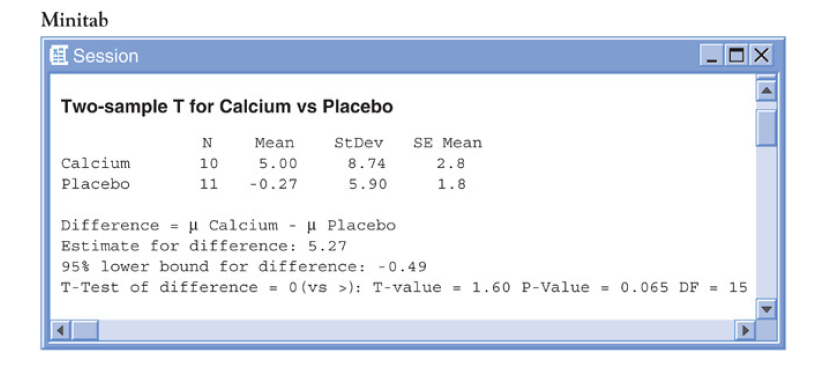 Minitab
Session
Two-sample T for Calcium vs Placebo
N Mean StDev SE Mean
Calcium 10 5.00 8.74 2.8
Placebo 11 -0.27 5.90 1.8
Difference = μ Calcium - μ Placebo
Estimate for difference: 5.27
95% lower bound for difference: -0.49
T-Test of difference = 0(vs >): T-value = 1.60 P-Value = 0.065 DF = 15